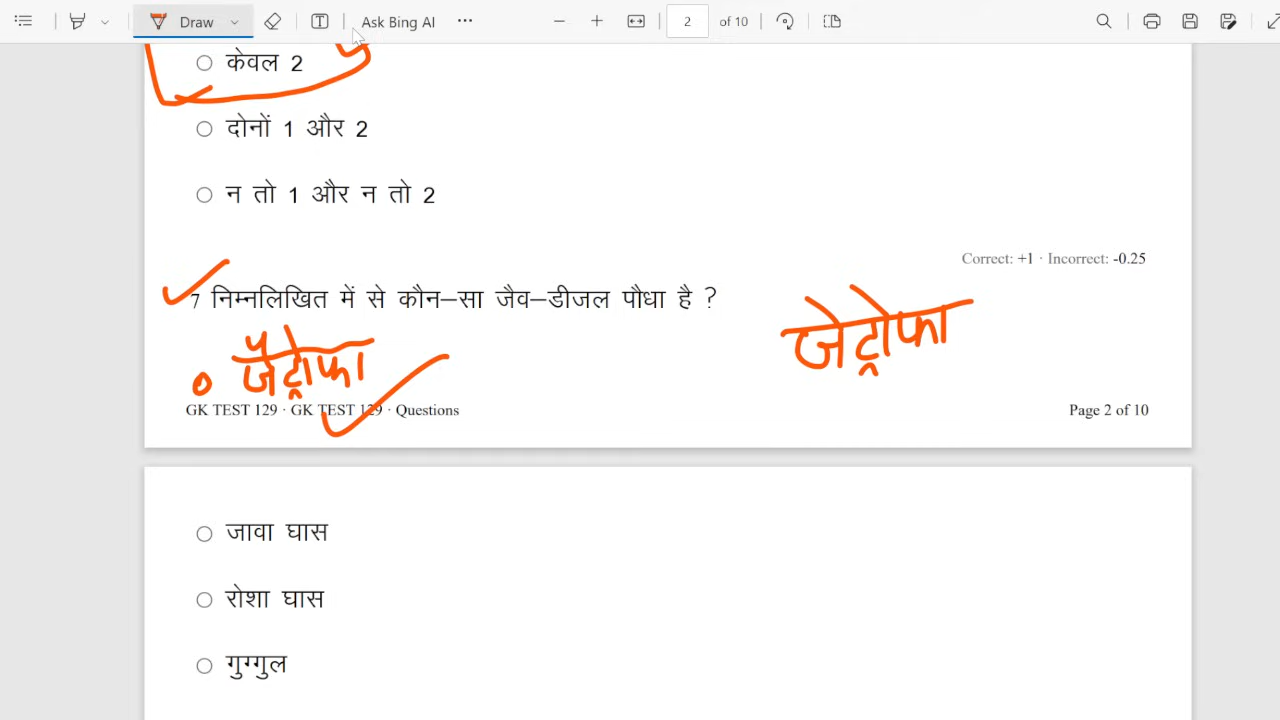 Draw Ask Bing AI 2 of 10
केवल 2
दोनों 1 और 2
न तो 1 और न तो 2
Correct: +1 · Incorrect: -0.25
7 निम्नलिखित में से कौन–सा जैव–डीजल पौधा है ?
जैट्रोफा
जेट्रोफा
GK TEST 129 · GK TEST 129 · Questions Page 2 of 10
जावा घास
रोशा घास
गुग्गुल